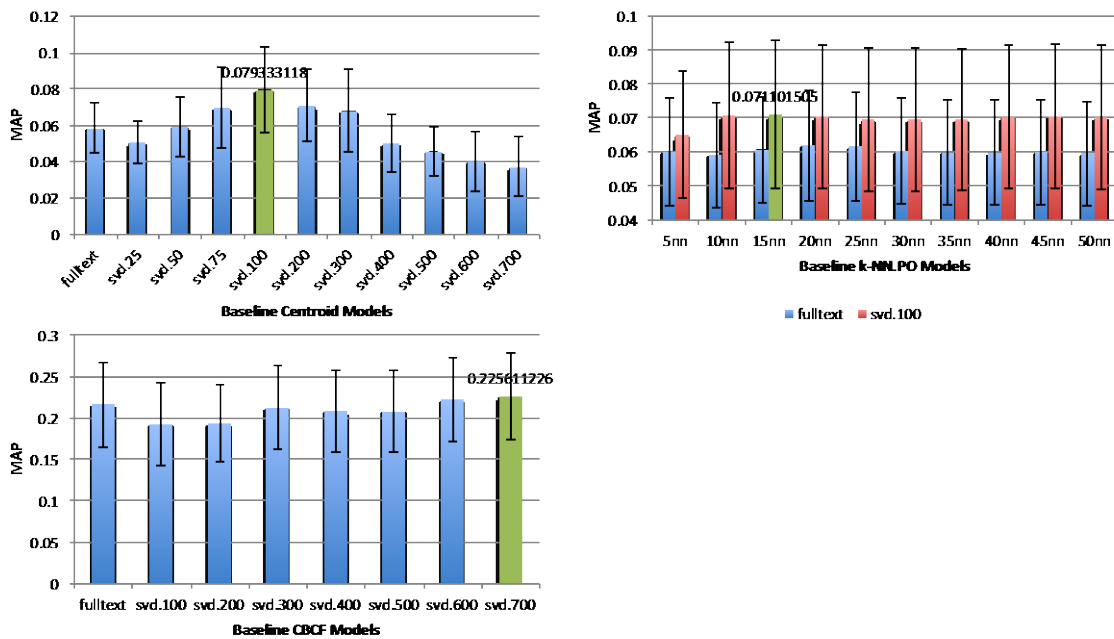 0.12
0.1
0.08
0.06
0.04
0.02
0
MAP
0.079333118
fulltext
svd.25
svd.50
svd.75
svd.100
svd.200
svd.300
svd.400
svd.500
svd.600
svd.700
Baseline Centroid Models
0.1
0.09
0.08
0.07
0.06
0.05
0.04
MAP
0.071101505
5nn 10nn 15nn 20nn 25nn 30nn 35nn 40nn 45nn 50nn
Baseline k-NN.PO Models
fulltext svd.100
0.3
0.25
0.2
0.15
0.1
0.05
0
MAP
0.225611226
fulltext svd.100 svd.200 svd.300 svd.400 svd.500 svd.600 svd.700
Baseline CBCF Models